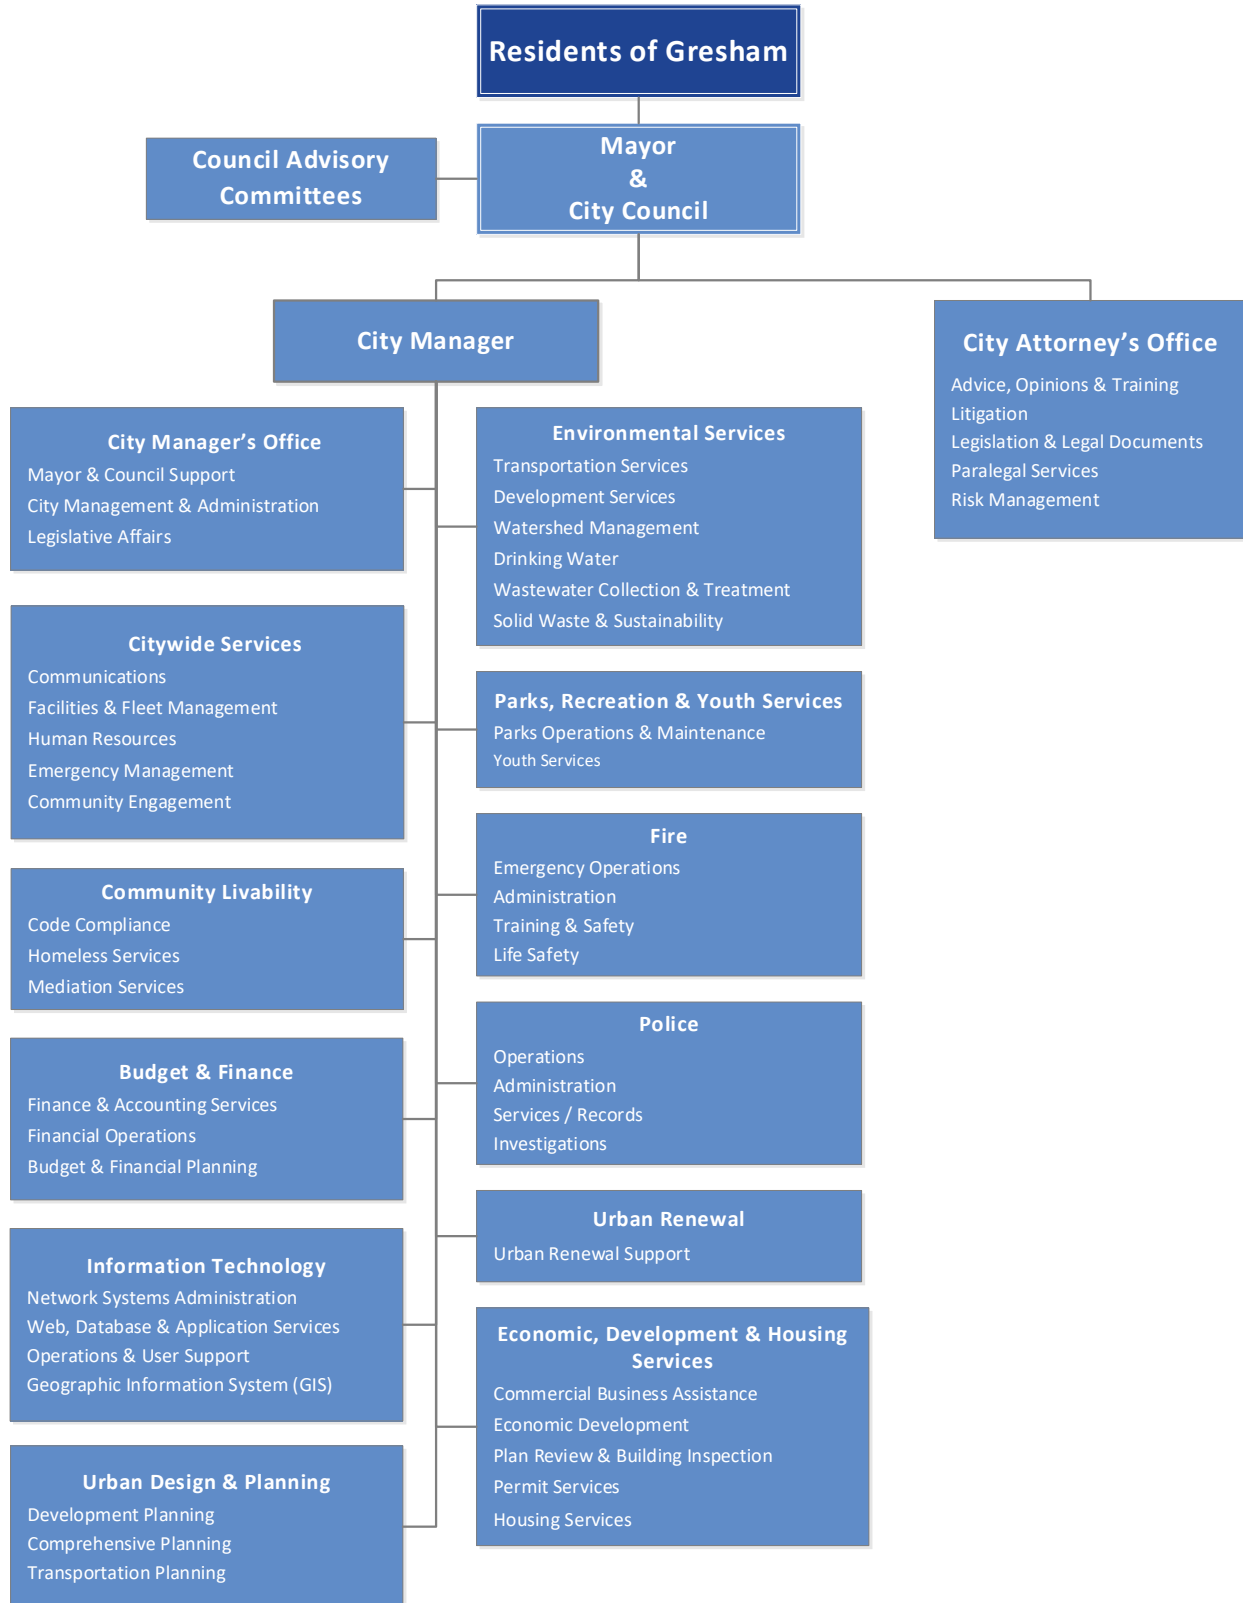 Residents of Gresham
Council Advisory
Committees
Mayor
&
City Council
City Manager
City Attorney’s Office
Advice, Opinions & Training
Litigation
Legislation & Legal Documents
Paralegal Services
Risk Management
City Manager’s Office
Mayor & Council Support
City Management & Administration
Legislative Affairs
Citywide Services
Communications
Facilities & Fleet Management
Human Resources
Emergency Management
Community Engagement
Community Livability
Code Compliance
Homeless Services
Mediation Services
Budget & Finance
Finance & Accounting Services
Financial Operations
Budget & Financial Planning
Information Technology
Network Systems Administration
Web, Database & Application Services
Operations & User Support
Geographic Information System (GIS)
Urban Design & Planning
Development Planning
Comprehensive Planning
Transportation Planning
Environmental Services
Transportation Services
Development Services
Watershed Management
Drinking Water
Wastewater Collection & Treatment
Solid Waste & Sustainability
Parks, Recreation & Youth Services
Parks Operations & Maintenance
Youth Services
Fire
Emergency Operations
Administration
Training & Safety
Life Safety
Police
Operations
Administration
Services / Records
Investigations
Urban Renewal
Urban Renewal Support
Economic, Development & Housing
Services
Commercial Business Assistance
Economic Development
Plan Review & Building Inspection
Permit Services
Housing Services